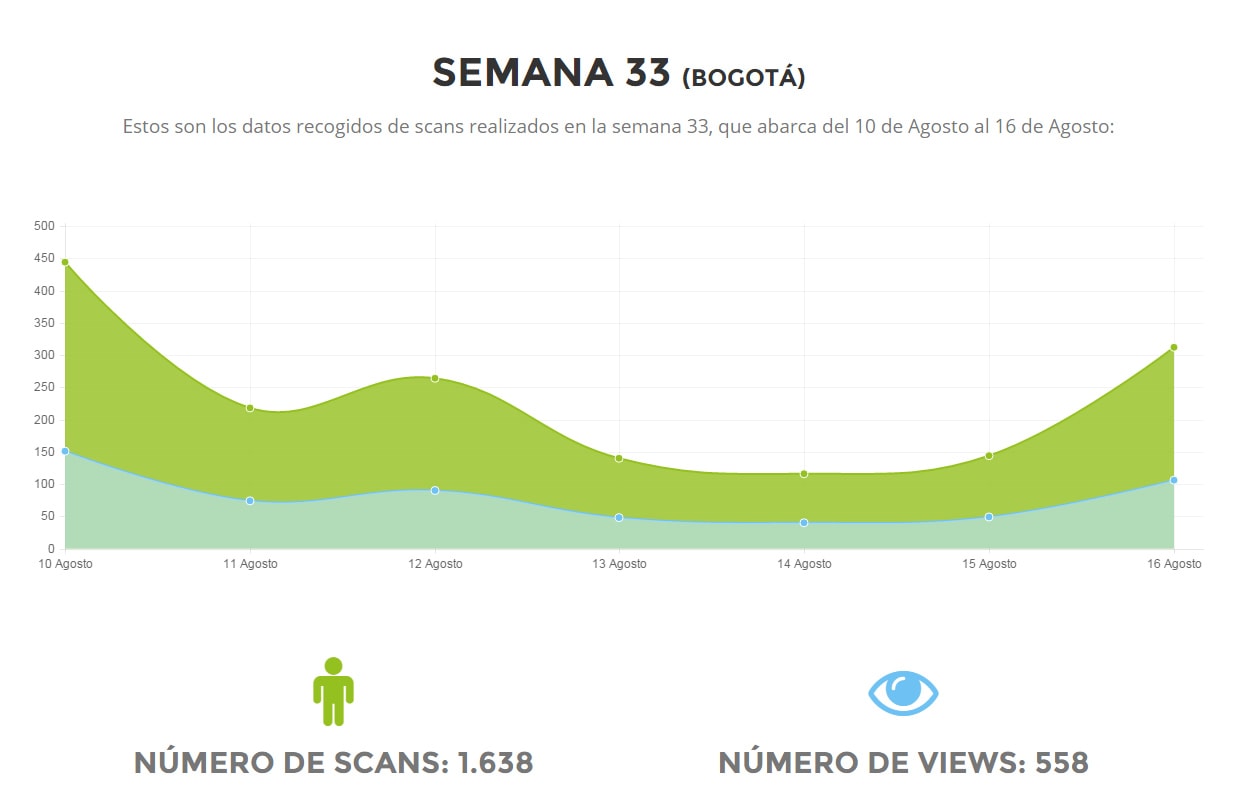 SEMANA 33 (BOGOTÁ)
Estos son los datos recogidos de scans realizados en la semana 33, que abarca del 10 de Agosto al 16 de Agosto:
500
450
400
350
300
250
200
150
100
50
0
10 Agosto 11 Agosto 12 Agosto 13 Agosto 14 Agosto 15 Agosto 16 Agosto
NÚMERO DE SCANS: 1.638 NÚMERO DE VIEWS: 558